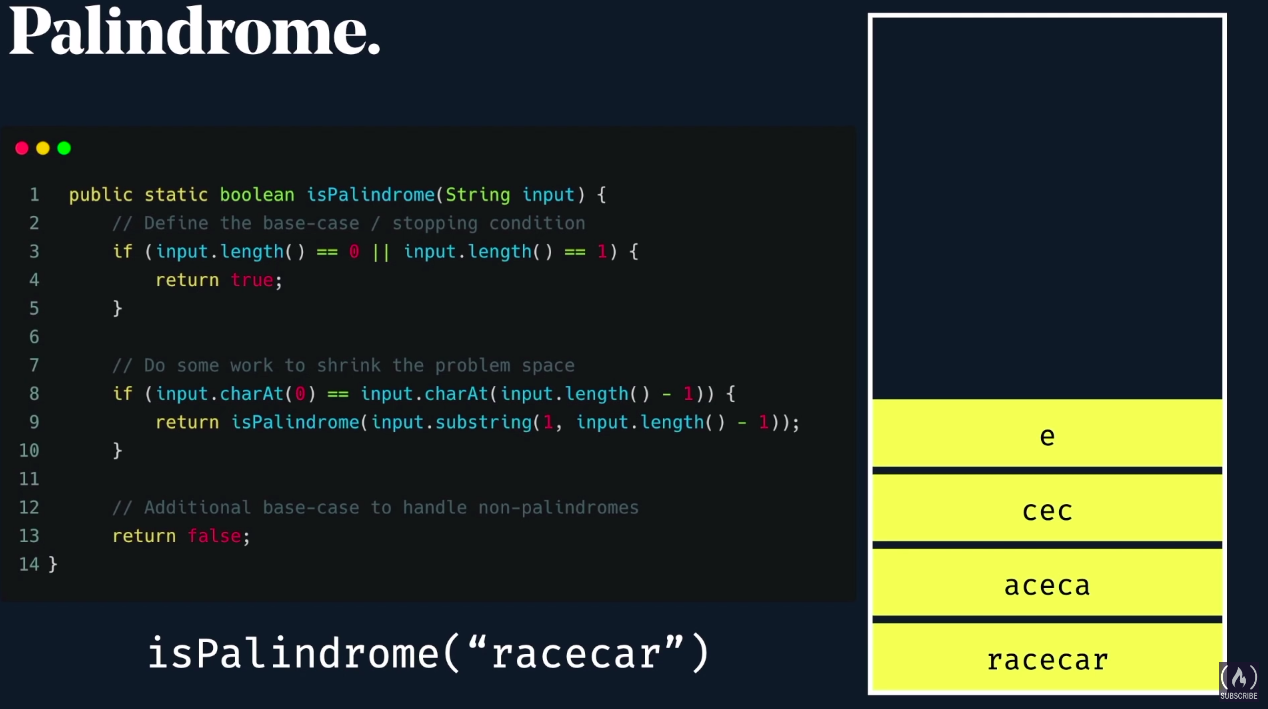 Palindrome.
1 public static boolean isPalindrome(String input) {
2 // Define the base-case / stopping condition
3 if (input.length() == 0 || input.length() == 1) {
4 return true;
5 }
6
7 // Do some work to shrink the problem space
8 if (input.charAt(0) == input.charAt(input.length() - 1)) {
9 return isPalindrome(input.substring(1, input.length() - 1));
10 }
11
12 // Additional base-case to handle non-palindromes
13 return false;
14 }
isPalindrome(“racecar”)
e
cec
aceca
racecar
SUBSCRIBE